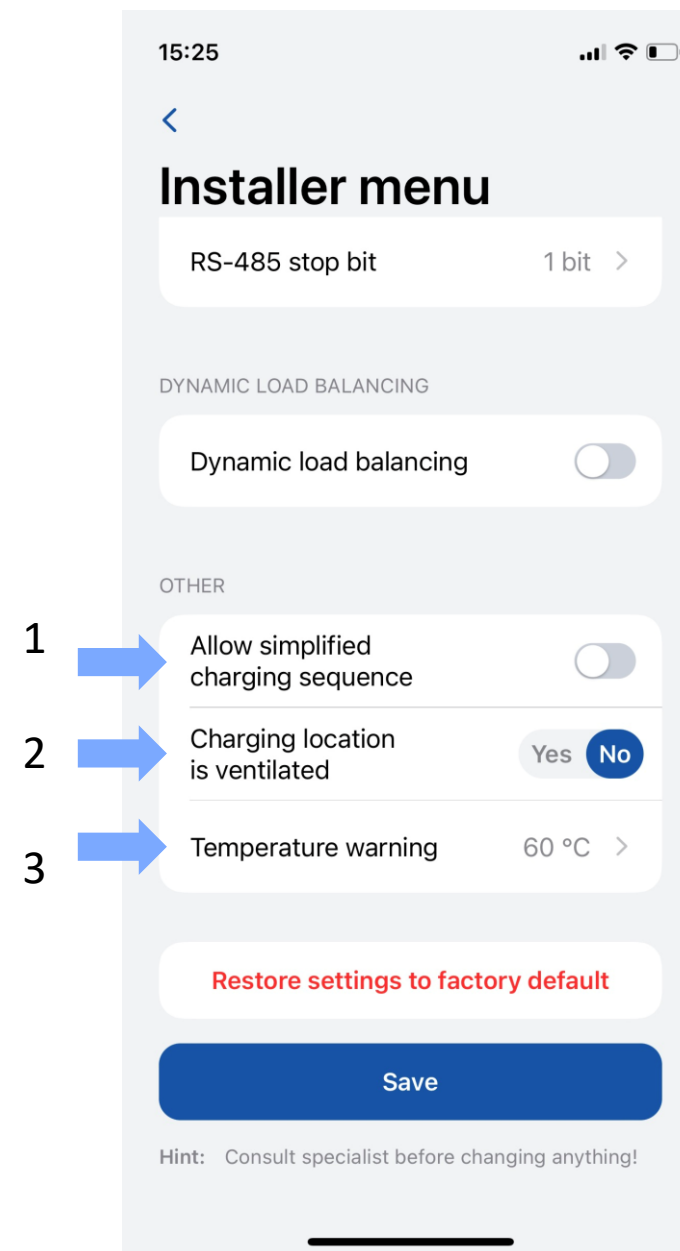 15:25
Installer menu
RS-485 stop bit 1 bit
DYNAMIC LOAD BALANCING
Dynamic load balancing
OTHER
1
Allow simplified
charging sequence
2
Charging location
is ventilated
Yes No
3
Temperature warning 60 °C
Restore settings to factory default
Save
Hint: Consult specialist before changing anything!